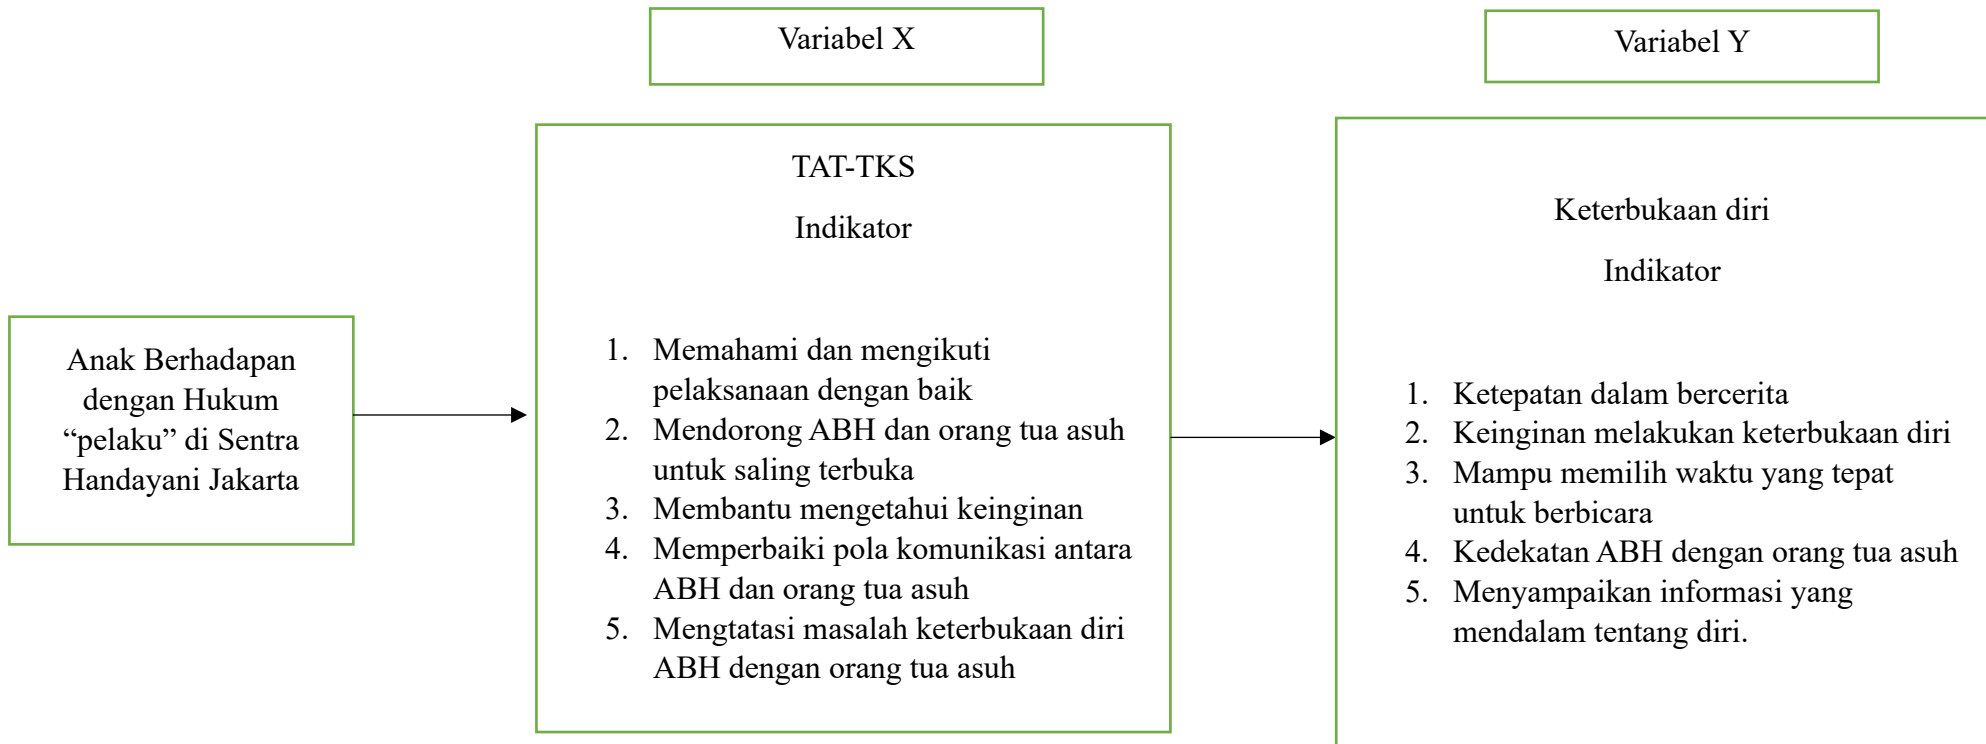 Variabel X
Variabel Y
Anak Berhadapan
dengan Hukum
“pelaku” di Sentra
Handayani Jakarta
TAT-TKS
Indikator
1. Memahami dan mengikuti
pelaksanaan dengan baik
2. Mendorong ABH dan orang tua asuh
untuk saling terbuka
3. Membantu mengetahui keinginan
4. Memperbaiki pola komunikasi antara
ABH dan orang tua asuh
5. Mengtatasi masalah keterbukaan diri
ABH dengan orang tua asuh
Keterbukaan diri
Indikator
1. Ketepatan dalam bercerita
2. Keinginan melakukan keterbukaan diri
3. Mampu memilih waktu yang tepat
untuk berbicara
4. Kedekatan ABH dengan orang tua asuh
5. Menyampaikan informasi yang
mendalam tentang diri.